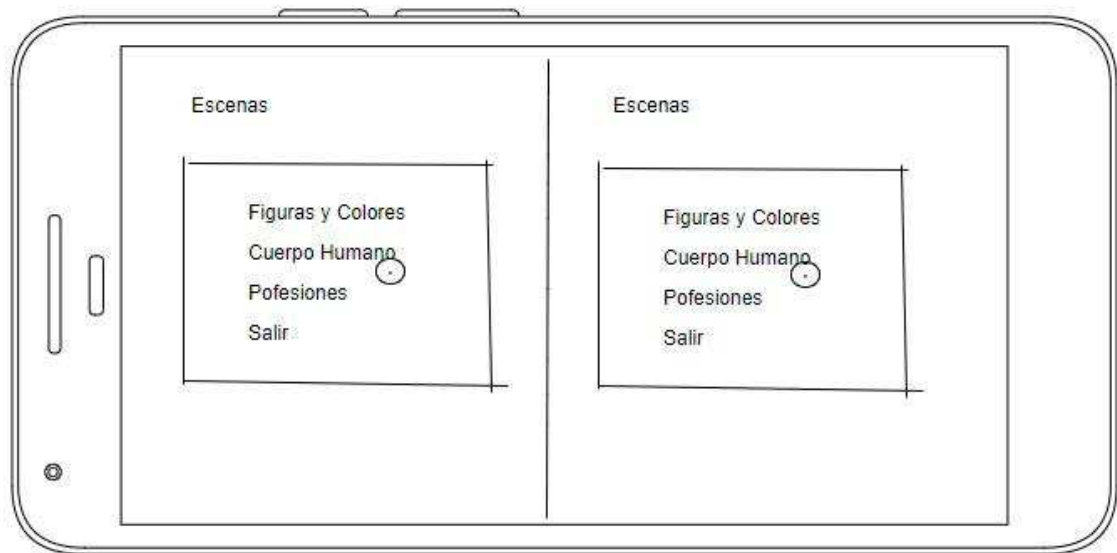 Escenas
Figuras y Colores
Cuerpo Humano
Pofesiones
Salir
Escenas
Figuras y Colores
Cuerpo Humano
Pofesiones
Salir